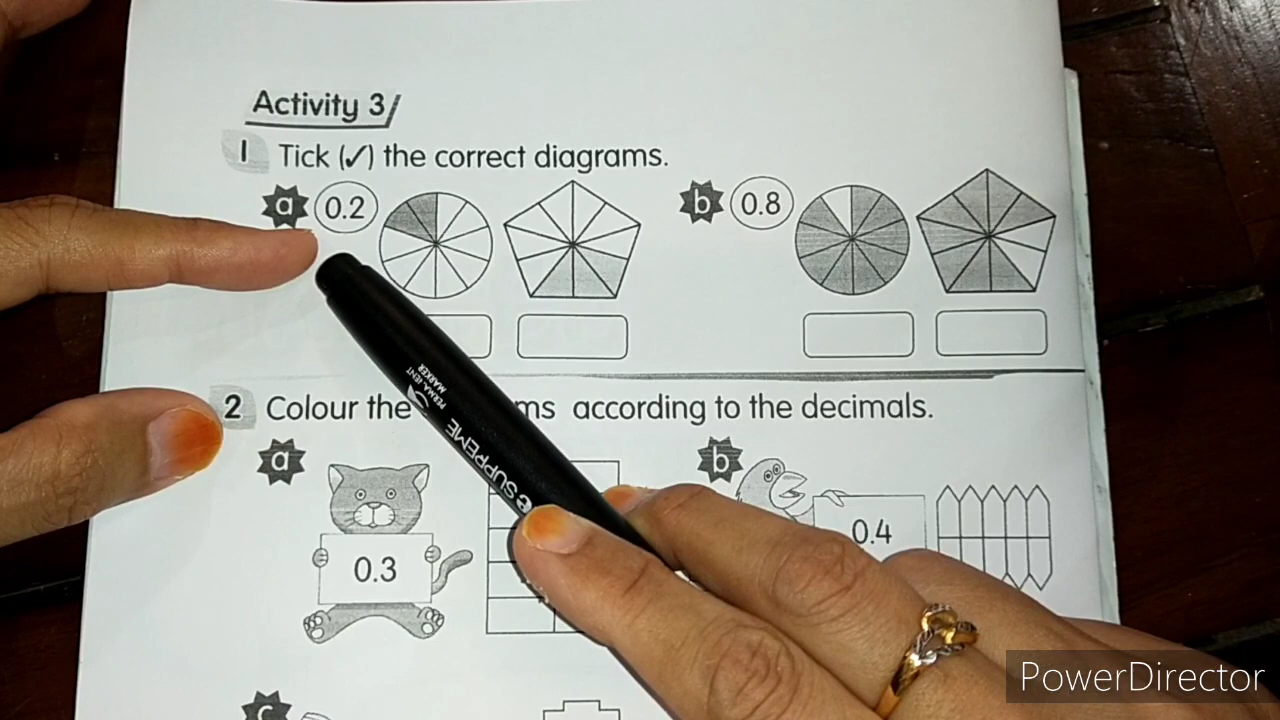 Activity 3
1 Tick (✓) the correct diagrams.
a 0.2
b 0.8
2 Colour the ms according to the decimals.
a
0.3
b
0.4
c
SUPREME
PERMANENT
MARKER
PowerDirector